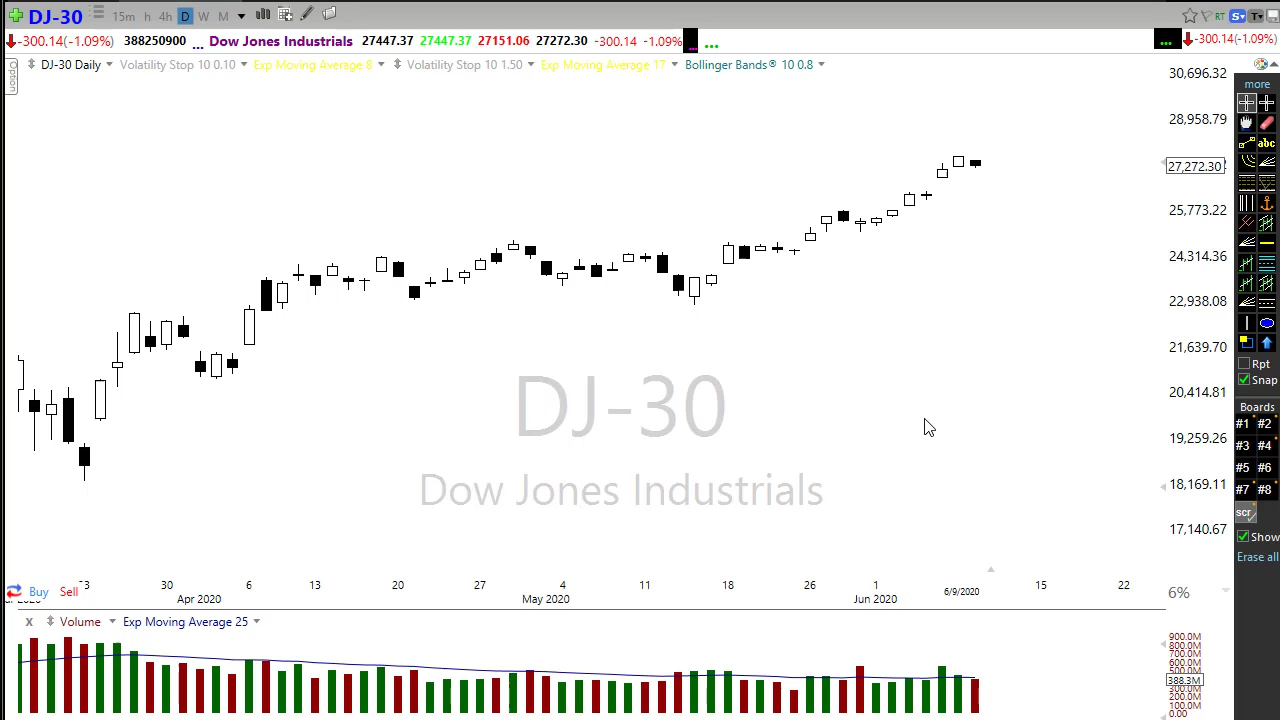 DJ-30 15m h 4h D W M RT S T
-300.14(-1.09%) 388250900 ... Dow Jones Industrials 27447.37 27447.37 27151.06 27272.30 -300.14 -1.09% ... ... ... -300.14(-1.09%)
Option
DJ-30 Daily Volatility Stop 10 0.10 Exp Moving Average 8 Volatility Stop 10 1.50 Exp Moving Average 17 Bollinger Bands® 10 0.8
30,696.32
28,958.79
27,272.30
25,773.22
24,314.36
22,938.08
21,639.70
20,414.81
19,259.26
18,169.11
17,140.67
more
abc
Rpt
Snap
Boards
#1 #2
#3 #4
#5 #6
#7 #8
scr
Show
Erase all
DJ-30
Dow Jones Industrials
30 6 13 20 27 4 11 18 26 1 15 22
Buy Sell
Apr 2020 May 2020 Jun 2020 6/9/2020
6%
x Volume Exp Moving Average 25
900.0M
800.0M
700.0M
600.0M
388.3M
300.0M
200.0M
100.0M
0.00